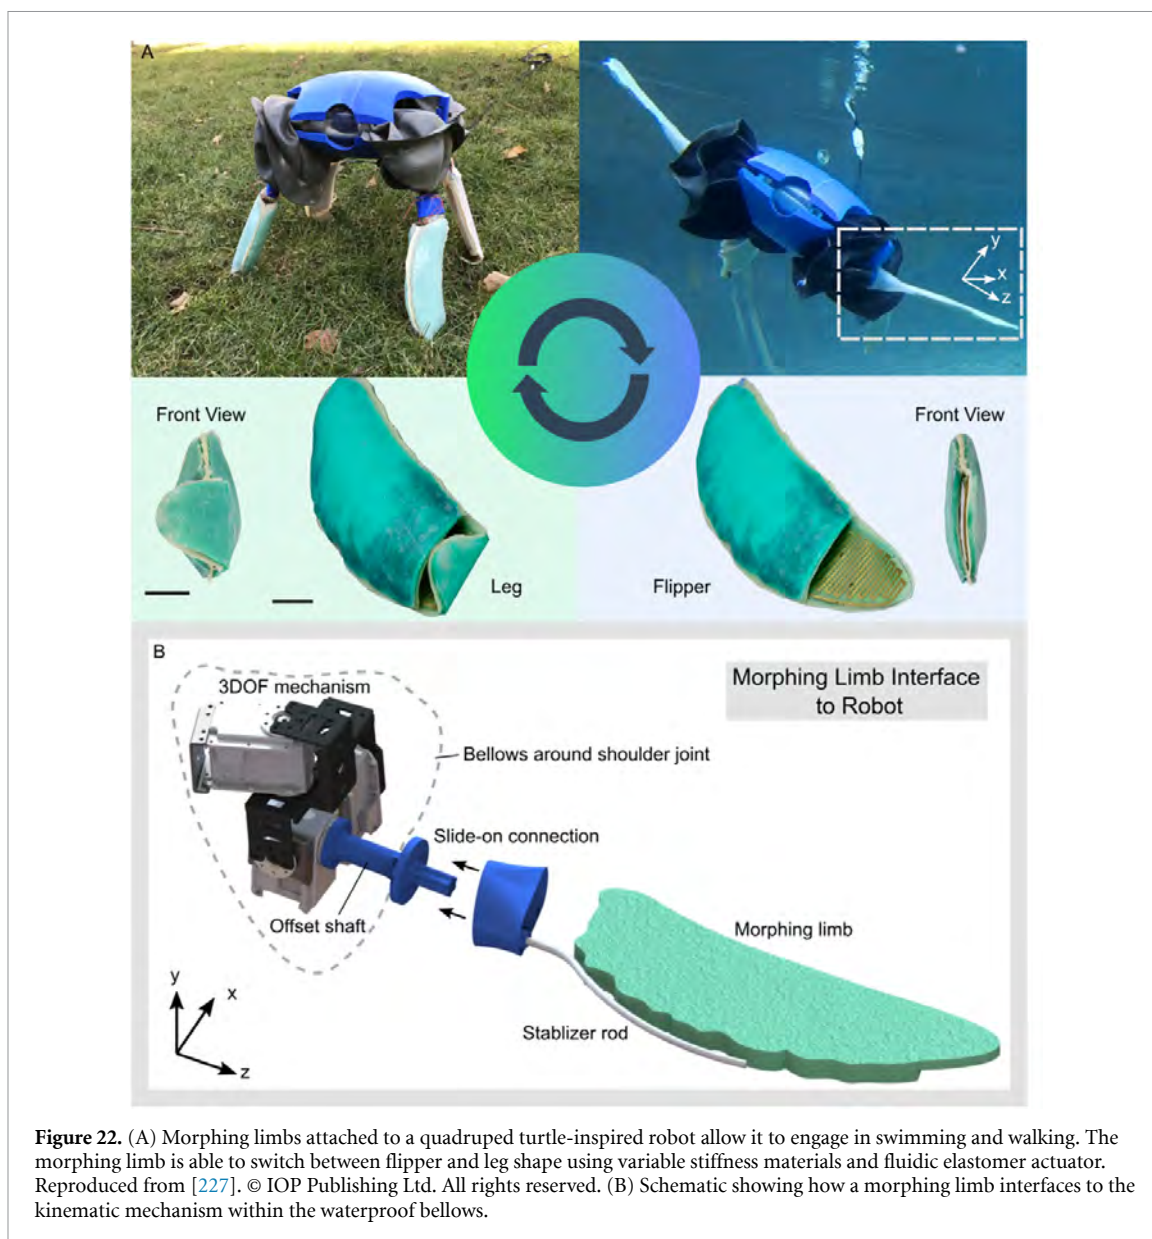 A
y
x
z
Front View
Front View
Leg
Flipper
B
3DOF mechanism
Morphing Limb Interface
to Robot
Bellows around shoulder joint
Slide-on connection
Offset shaft
Morphing limb
Stablizer rod
y
x
z
Figure 22. (A) Morphing limbs attached to a quadruped turtle-inspired robot allow it to engage in swimming and walking. The
morphing limb is able to switch between flipper and leg shape using variable stiffness materials and fluidic elastomer actuator.
Reproduced from [227]. © IOP Publishing Ltd. All rights reserved. (B) Schematic showing how a morphing limb interfaces to the
kinematic mechanism within the waterproof bellows.